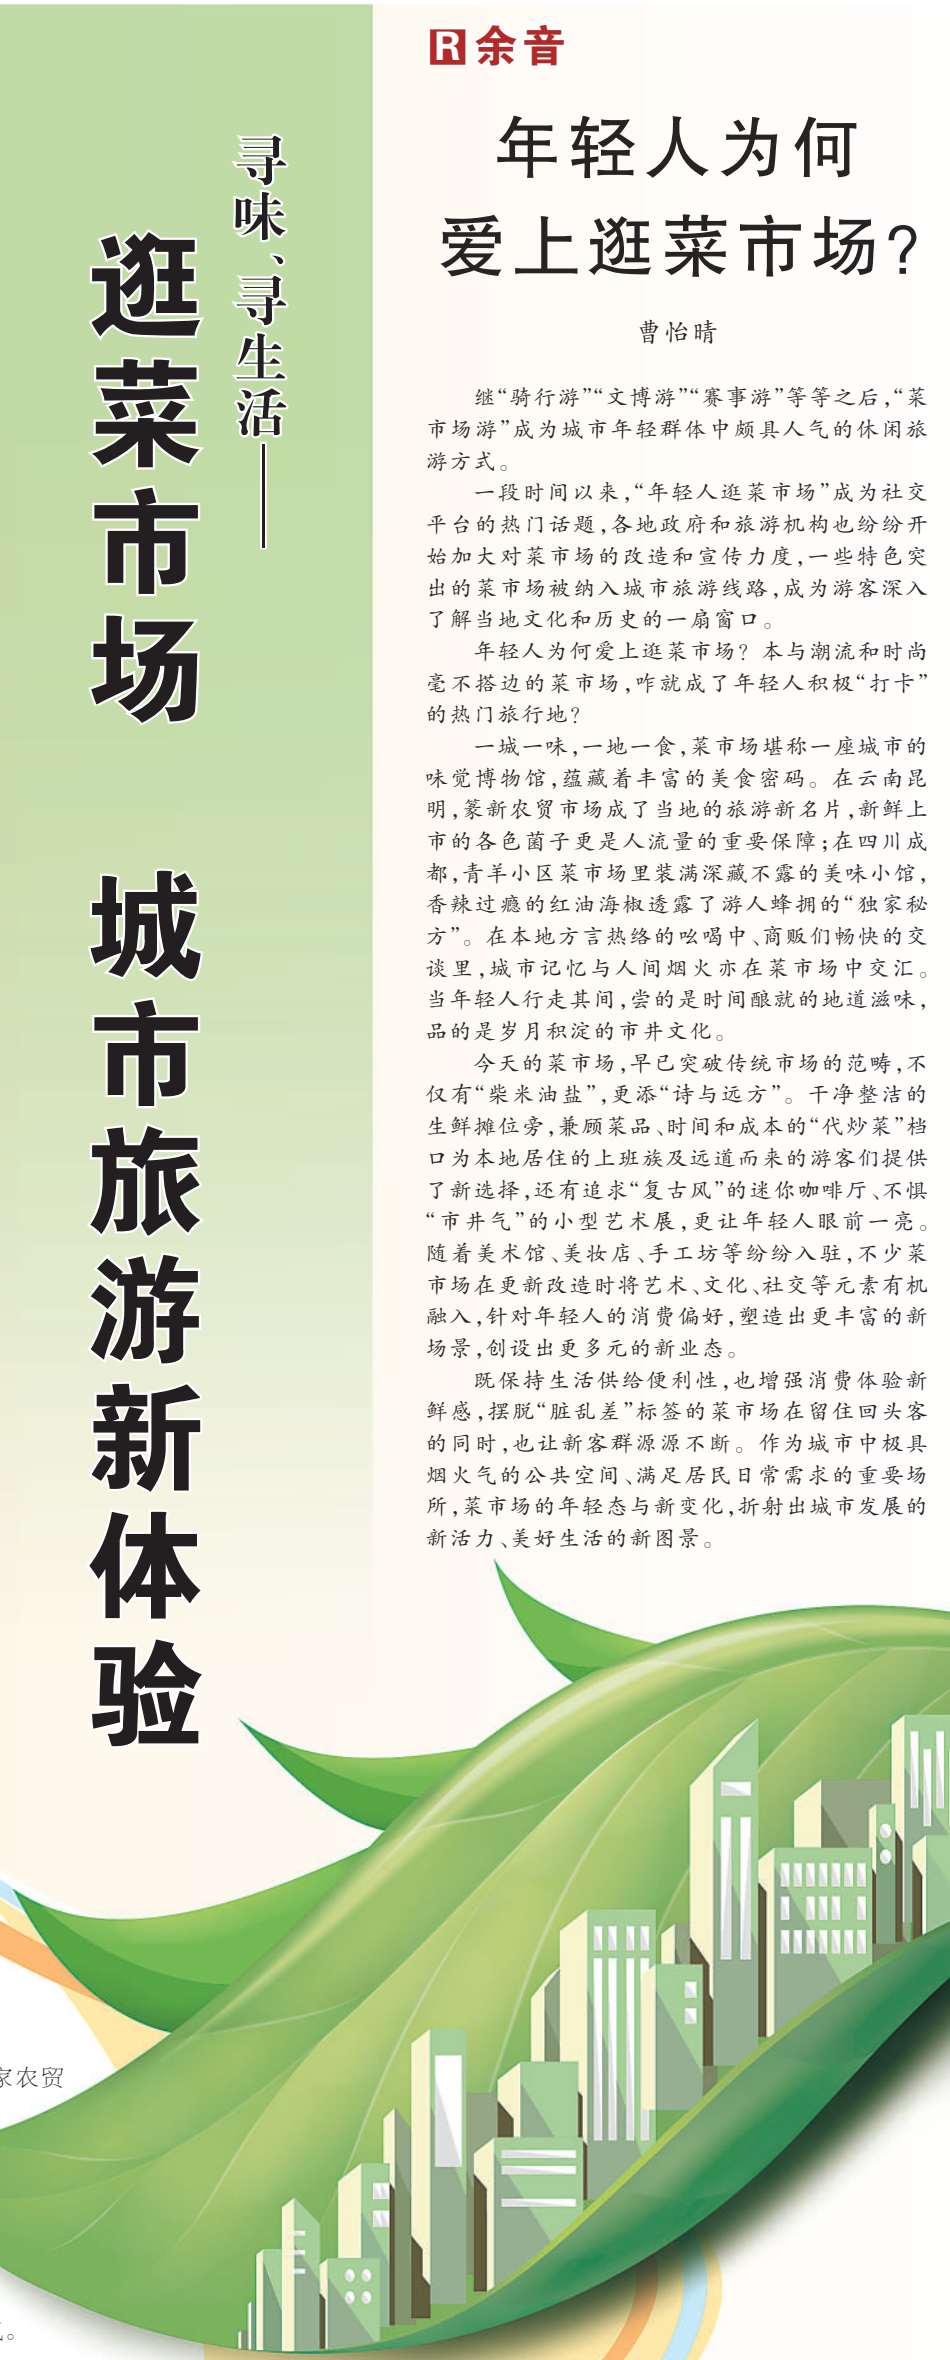 寻味、寻生活——
逛菜市场 城市旅游新体验
R余音
年轻人为何
爱上逛菜市场？
曹怡晴
继“骑行游”“文博游”“赛事游”等等之后，“菜
市场游”成为城市年轻群体中颇具人气的休闲旅
游方式。
一段时间以来，“年轻人逛菜市场”成为社交
平台的热门话题，各地政府和旅游机构也纷纷开
始加大对菜市场的改造和宣传力度，一些特色突
出的菜市场被纳入城市旅游线路，成为游客深入
了解当地文化和历史的一扇窗口。
年轻人为何爱上逛菜市场？本与潮流和时尚
毫不搭边的菜市场，咋就成了年轻人积极“打卡”
的热门旅行地？
一城一味，一地一食，菜市场堪称一座城市的
味觉博物馆，蕴藏着丰富的美食密码。在云南昆
明，篆新农贸市场成了当地的旅游新名片，新鲜上
市的各色菌子更是人流量的重要保障；在四川成
都，青羊小区菜市场里装满深藏不露的美味小馆，
香辣过瘾的红油海椒透露了游人蜂拥的“独家秘
方”。在本地方言热络的吆喝中、商贩们畅快的交
谈里，城市记忆与人间烟火亦在菜市场中交汇。
当年轻人行走其间，尝的是时间酿就的地道滋味，
品的是岁月积淀的市井文化。
今天的菜市场，早已突破传统市场的范畴，不
仅有“柴米油盐”，更添“诗与远方”。干净整洁的
生鲜摊位旁，兼顾菜品、时间和成本的“代炒菜”档
口为本地居住的上班族及远道而来的游客们提供
了新选择，还有追求“复古风”的迷你咖啡厅、不惧
“市井气”的小型艺术展，更让年轻人眼前一亮。
随着美术馆、美妆店、手工坊等纷纷入驻，不少菜
市场在更新改造时将艺术、文化、社交等元素有机
融入，针对年轻人的消费偏好，塑造出更丰富的新
场景，创设出更多元的新业态。
既保持生活供给便利性，也增强消费体验新
鲜感，摆脱“脏乱差”标签的菜市场在留住回头客
的同时，也让新客群源源不断。作为城市中极具
烟火气的公共空间、满足居民日常需求的重要场
所，菜市场的年轻态与新变化，折射出城市发展的
新活力、美好生活的新图景。
家农贸